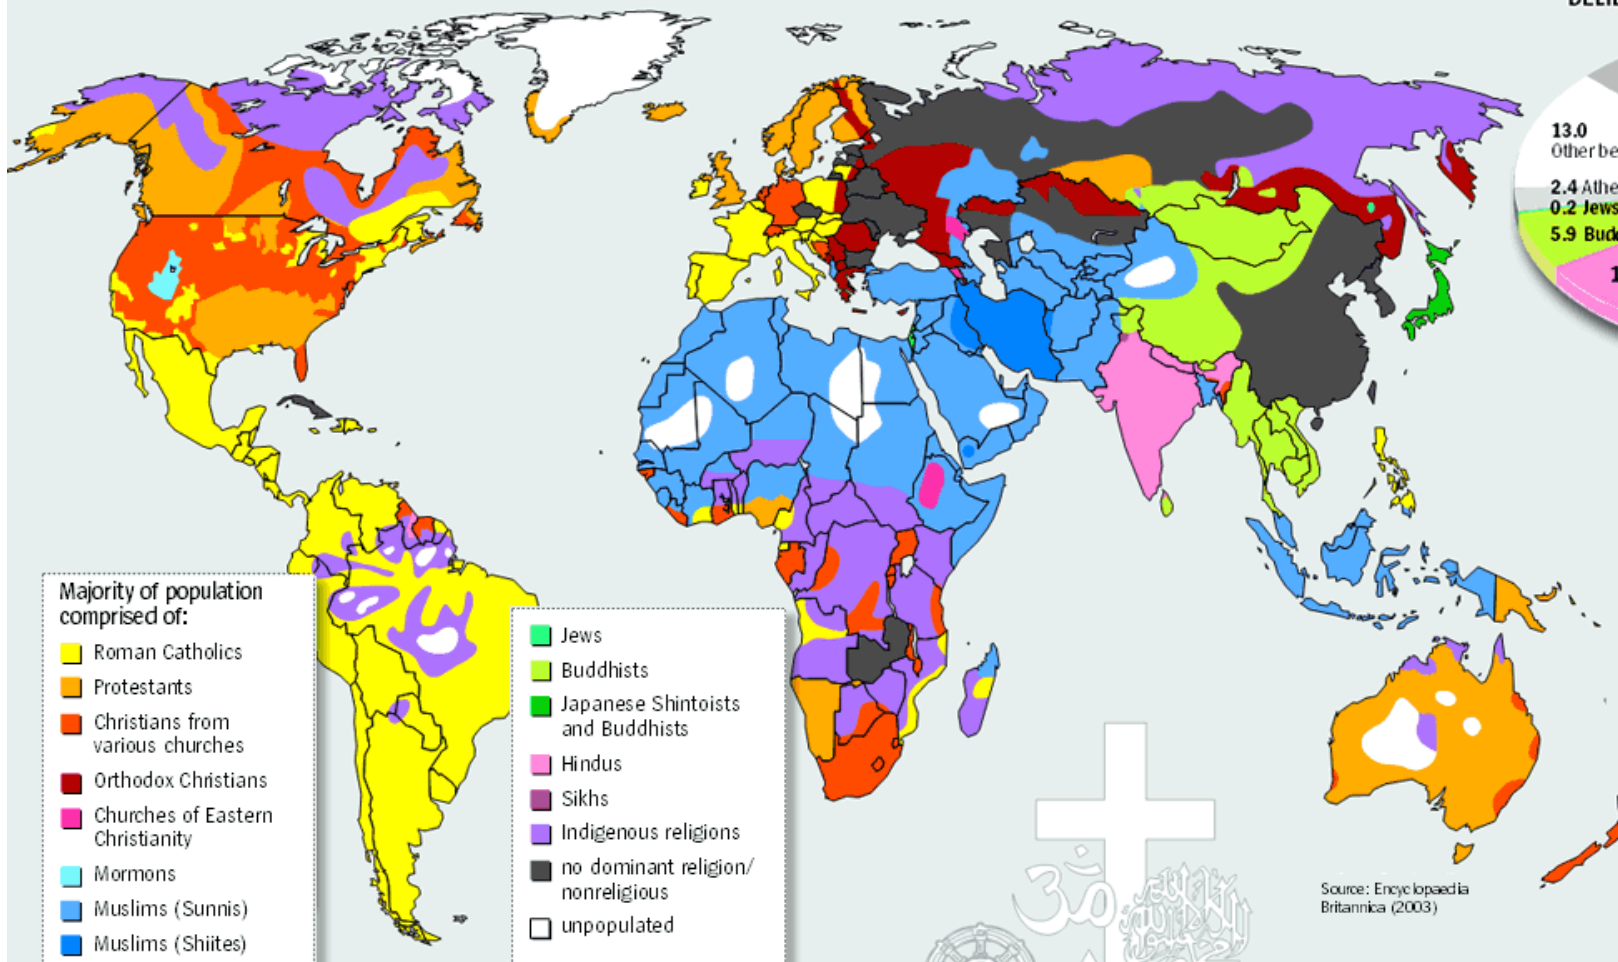 Majority of population
comprised of:
Roman Catholics
Protestants
Christians from
various churches
Orthodox Christians
Churches of Eastern
Christianity
Mormons
Muslims (Sunnis)
Muslims (Shiites)
Jews
Buddhists
Japanese Shintoists
and Buddhists
Hindus
Sikhs
Indigenous religions
no dominant religion/
nonreligious
unpopulated
13.0
Other be
2.4 Athe
0.2 Jews
5.9 Bud
1
Source: Encyclopaedia
Britannica (2003)
ॐ